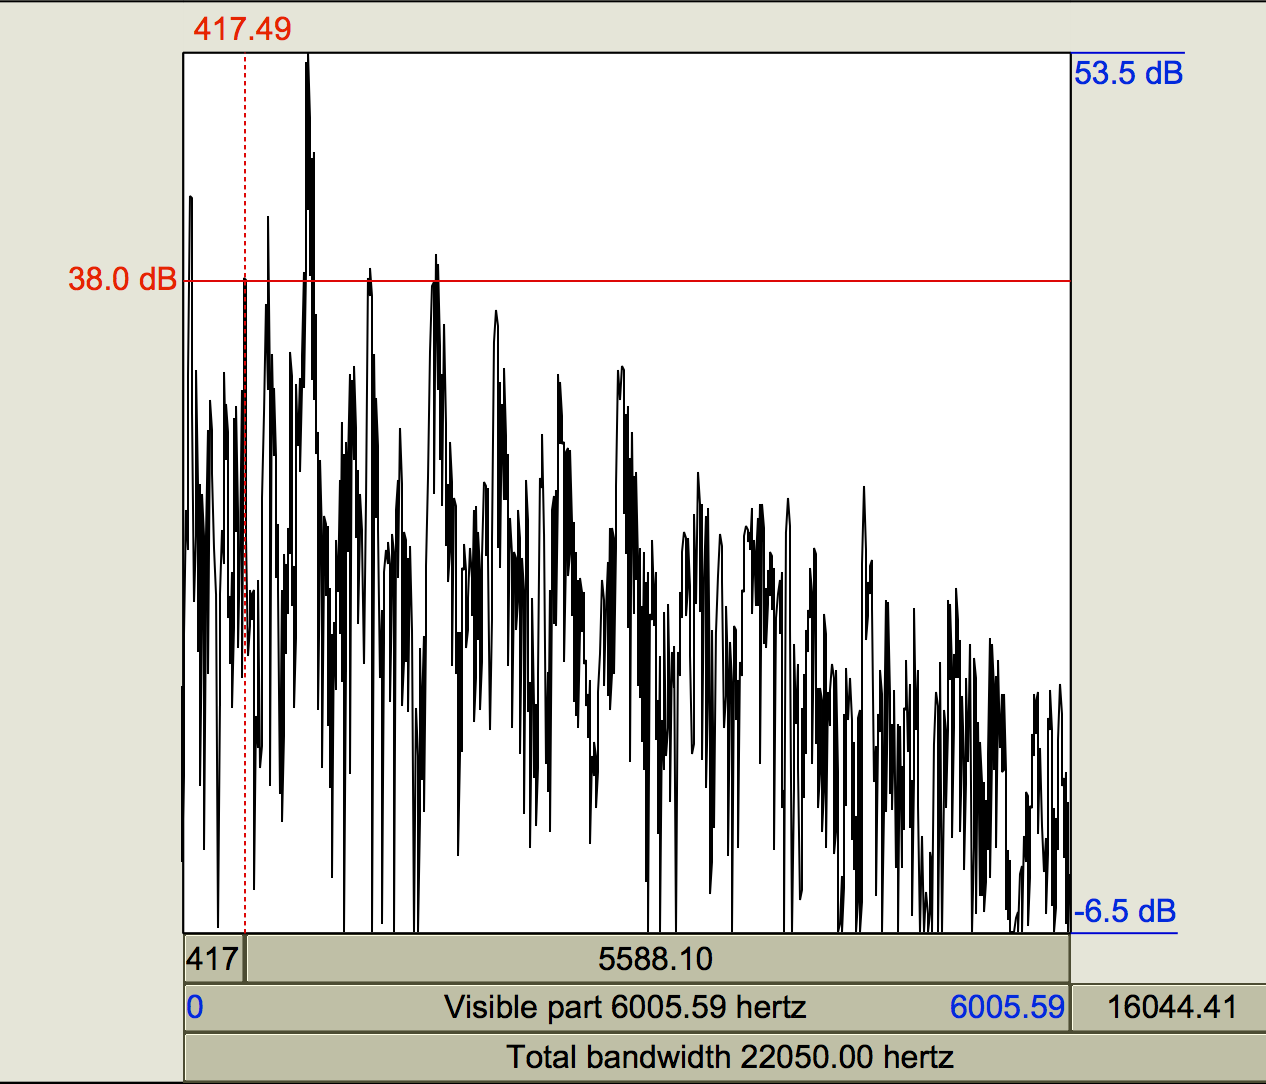 417.49
53.5 dB
38.0 dB
-6.5 dB
417 5588.10
0 Visible part 6005.59 hertz 6005.59 16044.41
Total bandwidth 22050.00 hertz